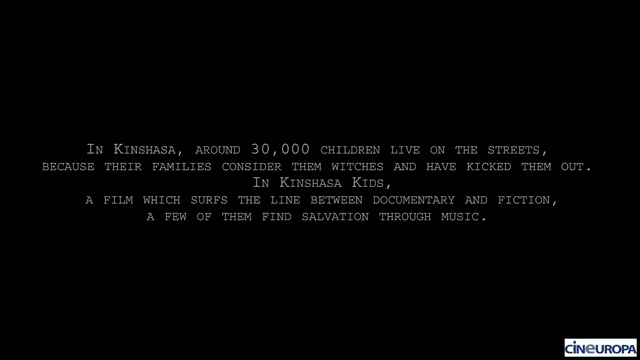 In Kinshasa, around 30,000 children live on the streets,
because their families consider them witches and have kicked them out.
In Kinshasa Kids,
a film which surfs the line between documentary and fiction,
a few of them find salvation through music.
cineuropa